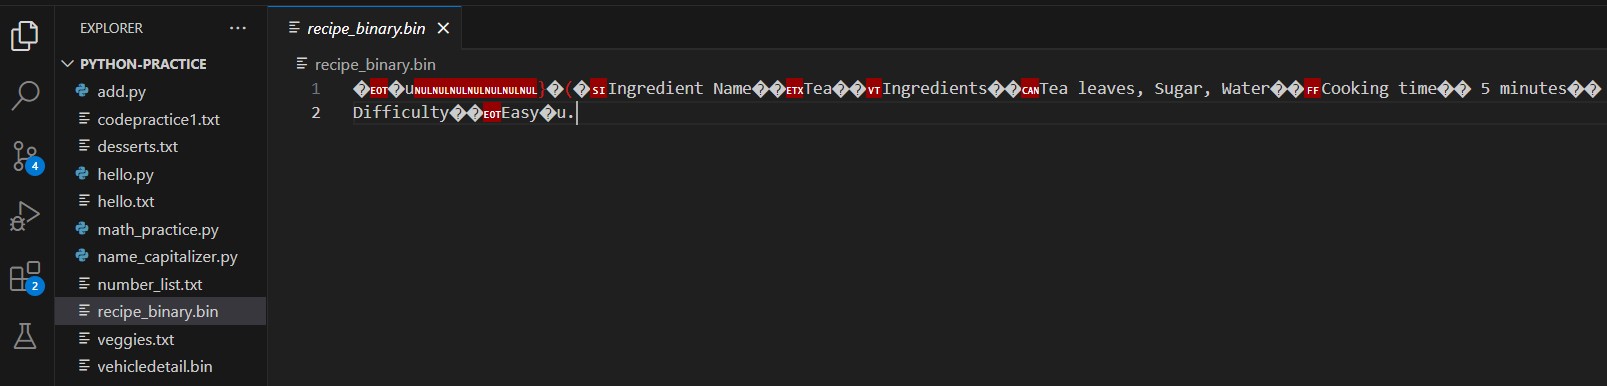 EXPLORER
...
recipe_binary.bin
PYTHON-PRACTICE
add.py
codepractice1.txt
desserts.txt
hello.py
hello.txt
math_practice.py
name_capitalizer.py
number_list.txt
recipe_binary.bin
veggies.txt
vehicledetail.bin
4
2
recipe_binary.bin
1 �EOT�uNULNULNULNULNULNULNUL}�(�SIIngredient Name��ETXTea��VTIngredients��CANTea leaves, Sugar, Water��FFCooking time�� 5 minutes��
2 Difficulty��EOTEasy�u.